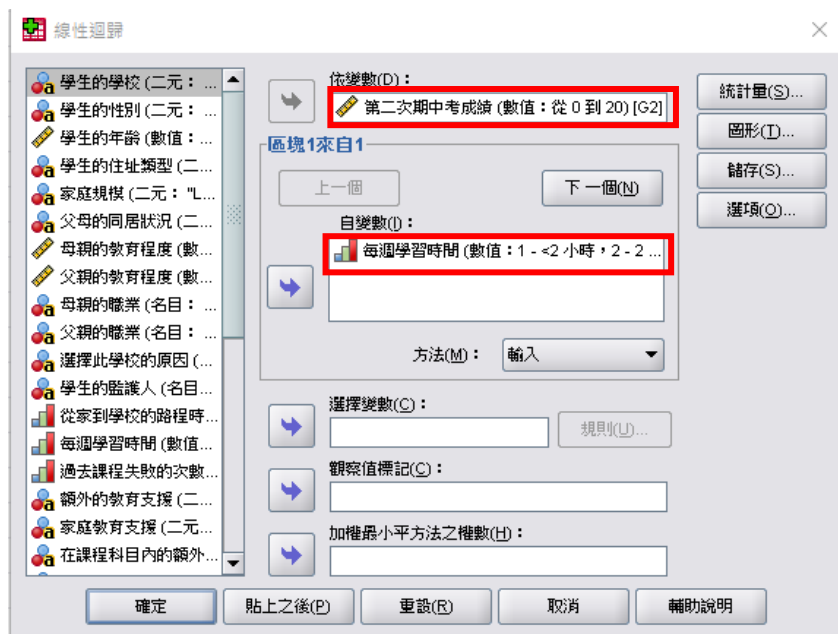 線性迴歸
學生的學校 (二元： ...
學生的性別 (二元： ...
學生的年齡 (數值： ...
學生的住址類型 (二...
家庭規模 (二元： "L...
父母的同居狀況 (二...
母親的教育程度 (數...
父親的教育程度 (數...
母親的職業 (名目： ...
父親的職業 (名目： ...
選擇此學校的原因 (...
學生的監護人 (名目...
從家到學校的路程時...
每週學習時間 (數值...
過去課程失敗的次數...
額外的教育支援 (二...
家庭教育支援 (二元...
在課程科目內的額外...
依變數(D)：
第二次期中考成績 (數值：從 0 到 20) [G2]
區塊1來自1
上一個
下一個(N)
自變數(I)：
每週學習時間 (數值：1 - <2 小時，2 - 2 ...
方法(M)：
輸入
選擇變數(C)：
規則(U)...
觀察值標記(C)：
加權最小平方法之權數(H)：
統計量(S)...
圖形(T)...
儲存(S)...
選項(O)...
確定
貼上之後(P)
重設(R)
取消
輔助說明